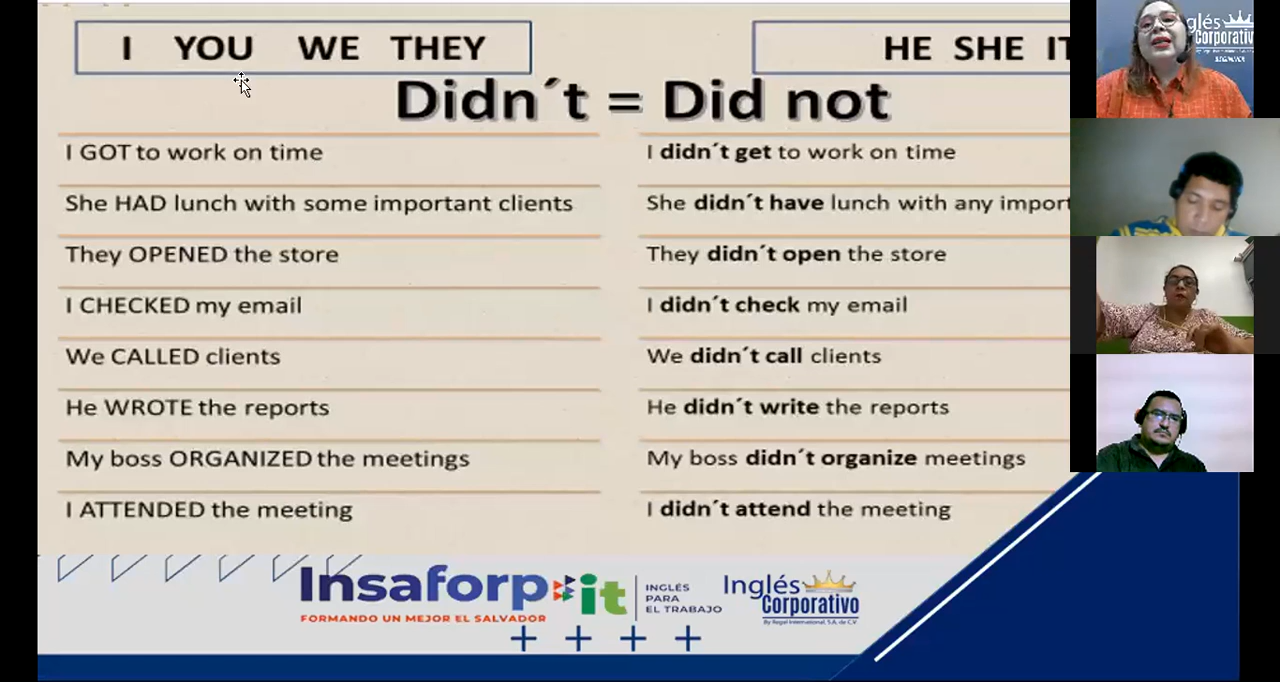 I YOU WE THEY
HE SHE IT
Didn´t = Did not
I GOT to work on time
I didn´t get to work on time
She HAD lunch with some important clients
She didn´t have lunch with any import
They OPENED the store
They didn´t open the store
I CHECKED my email
I didn´t check my email
We CALLED clients
We didn´t call clients
He WROTE the reports
He didn´t write the reports
My boss ORGANIZED the meetings
My boss didn´t organize meetings
I ATTENDED the meeting
I didn´t attend the meeting
Insaforp
FORMANDO UN MEJOR EL SALVADOR
it
INGLÉS
PARA
EL TRABAJO
Inglés
Corporativo
By Regal International, S.A. de C.V.
glés
Corporativo